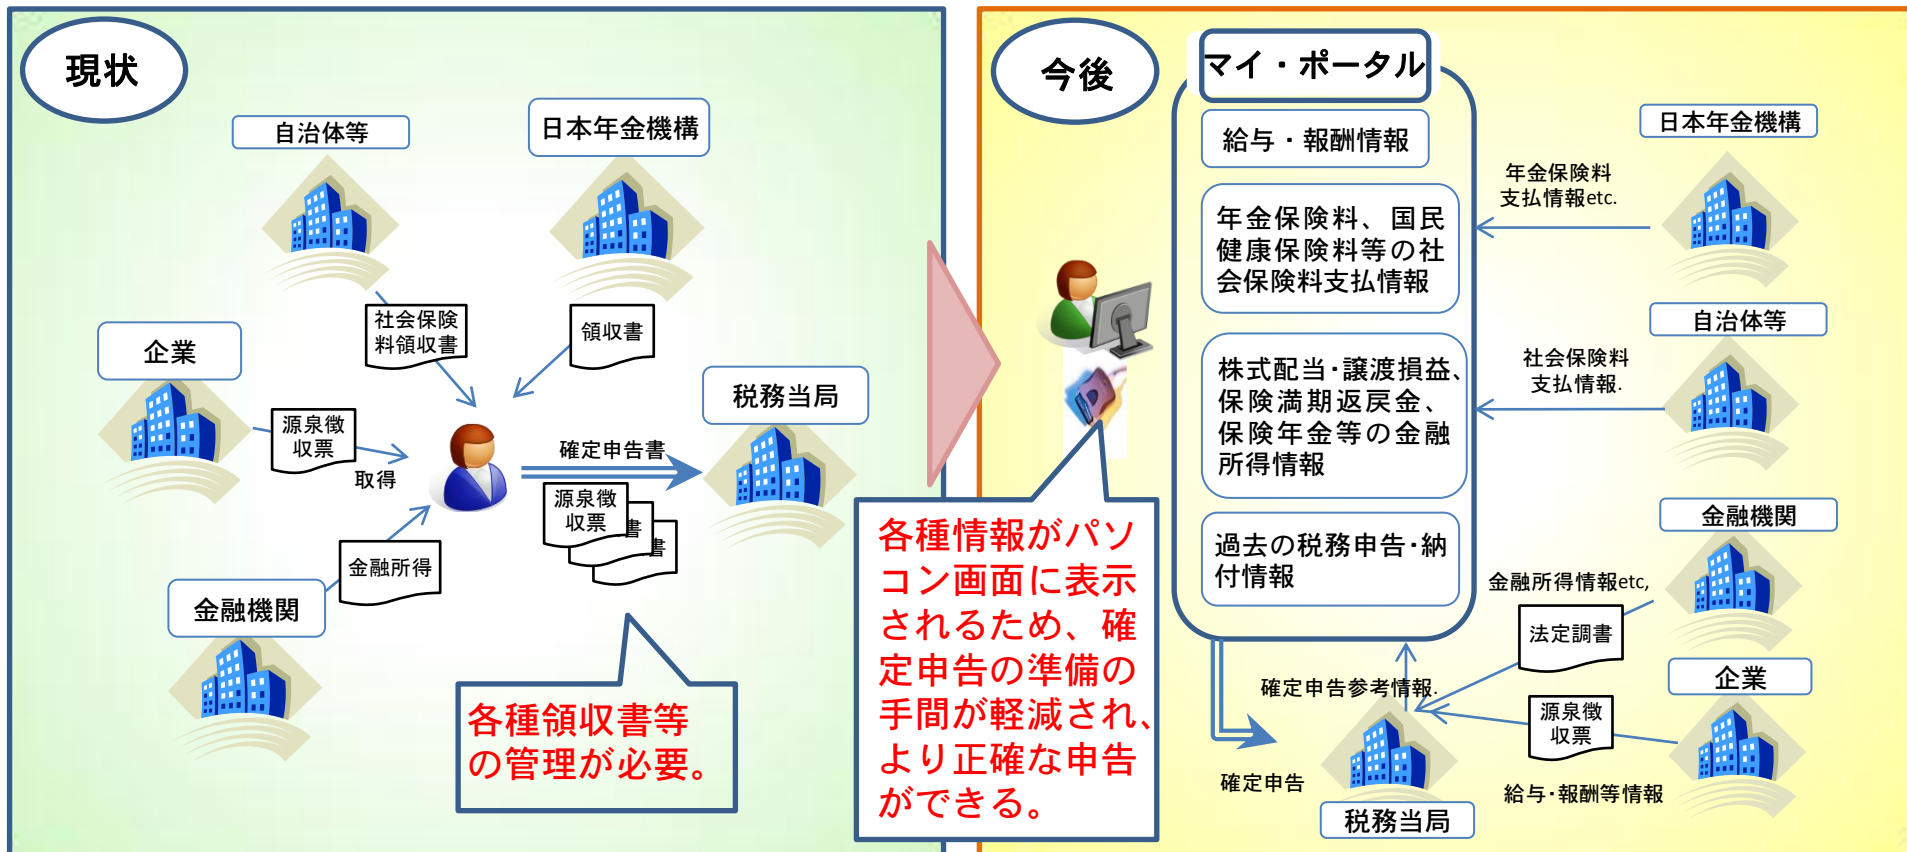 現状
自治体等
日本年金機構
社会保険
料領収書
領収書
企業
源泉徴
収票
取得
税務当局
確定申告書
源泉徴
収票
書
書
金融所得
金融機関
各種領収書等
の管理が必要。
今後
マイ・ポータル
給与・報酬情報
年金保険料、国民
健康保険料等の社
会保険料支払情報
株式配当・譲渡損益、
保険満期返戻金、
保険年金等の金融
所得情報
過去の税務申告・納
付情報
日本年金機構
年金保険料
支払情報etc.
自治体等
社会保険料
支払情報.
金融機関
金融所得情報etc,
法定調書
企業
源泉徴
収票
給与・報酬等情報
確定申告参考情報.
確定申告
税務当局
各種情報がパソ
コン画面に表示
されるため、確
定申告の準備の
手間が軽減され、
より正確な申告
ができる。